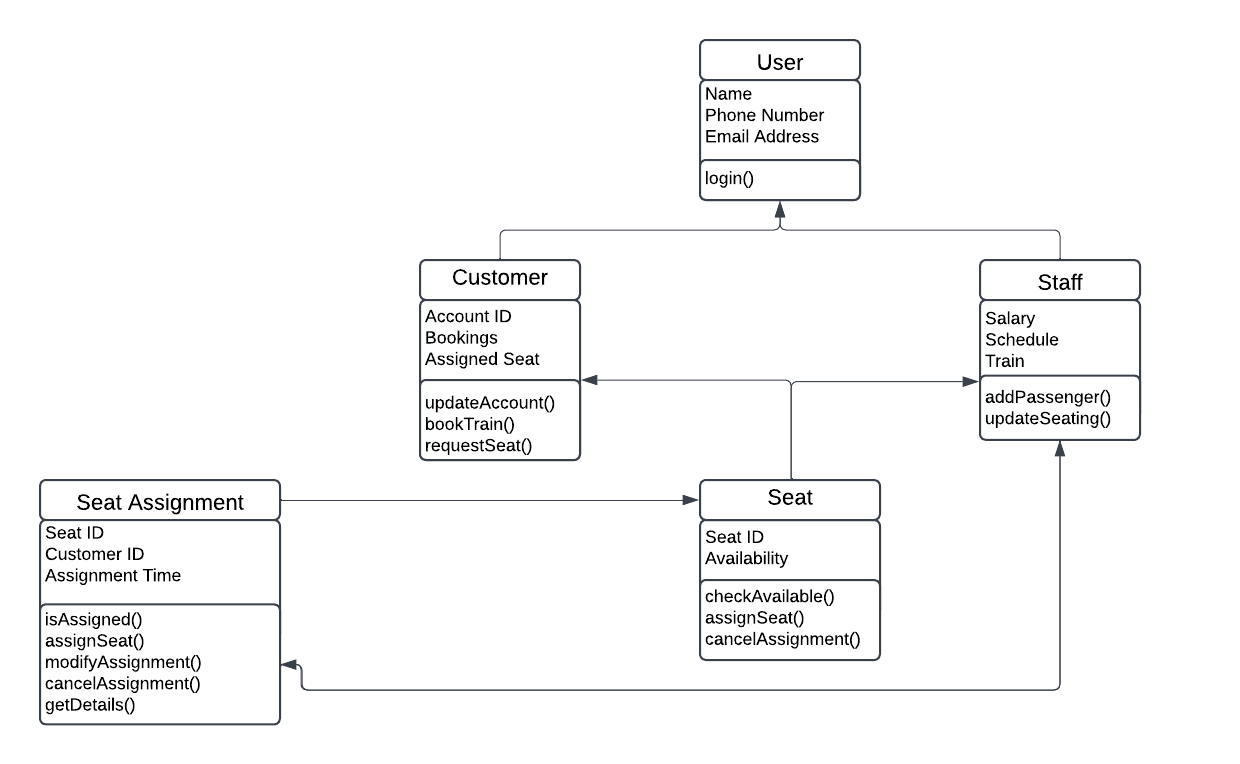 User
Name
Phone Number
Email Address
login()
Customer
Account ID
Bookings
Assigned Seat
updateAccount()
bookTrain()
requestSeat()
Staff
Salary
Schedule
Train
addPassenger()
updateSeating()
Seat Assignment
Seat ID
Customer ID
Assignment Time
isAssigned()
assignSeat()
modifyAssignment()
cancelAssignment()
getDetails()
Seat
Seat ID
Availability
checkAvailable()
assignSeat()
cancelAssignment()